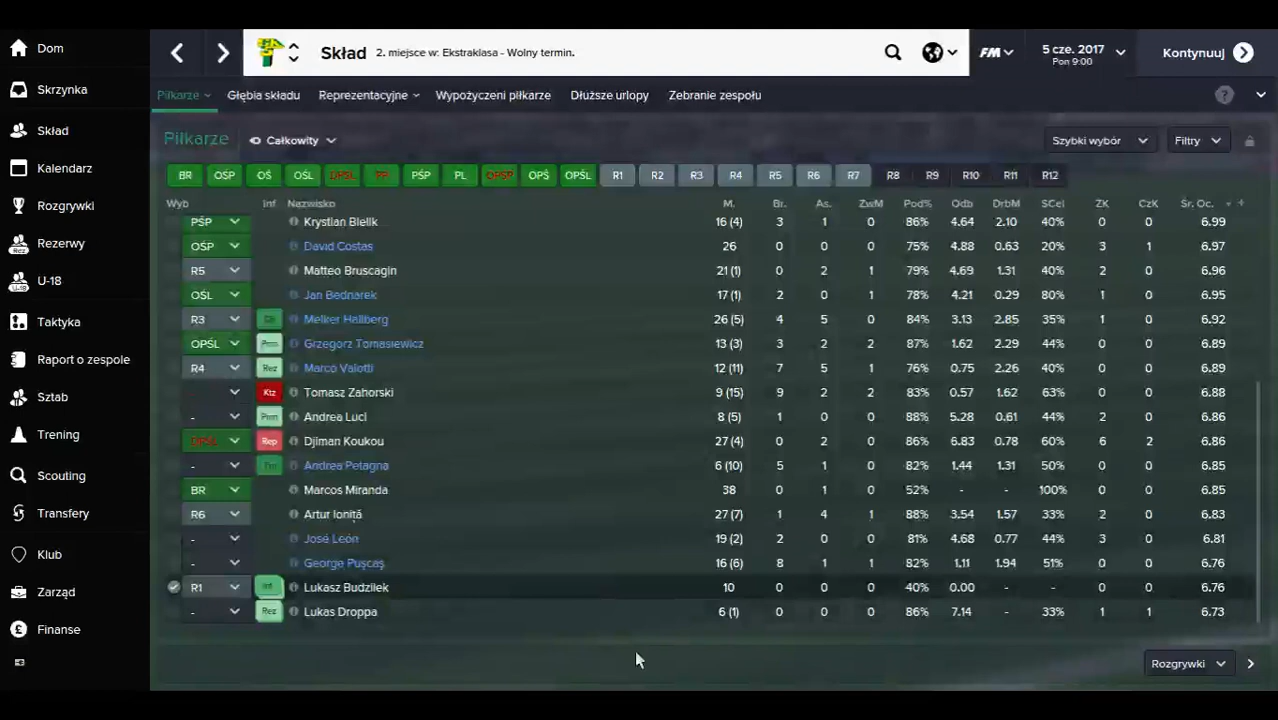 Dom
Skład
2. miejsce w: Ekstraklasa - Wolny termin.
FM
5 cze. 2017
Pon 9:00
Kontynuuj
Skrzynka
Piłkarze Głębia składu Reprezentacyjne Wypożyczeni piłkarze Dłuższe urlopy Zebranie zespołu
Skład
Piłkarze Całkowity Szybki wybór Filtry
Kalendarz
BR OŚP OŚ OŚL DPŚL PP PŚP PL OPŚP OPŚ OPŚL R1 R2 R3 R4 R5 R6 R7 R8 R9 R10 R11 R12
Rozgrywki
Wyb Inf Nazwisko M. Br. As. ZwM Pod% Odb DrbM SCel ŻK CzK Śr. Oc.
PŚP Krystian Bielik 16 (4) 3 1 0 86% 4.64 2.10 40% 0 0 6.99
Rezerwy
OŚP David Costas 26 0 0 0 75% 4.88 0.63 20% 3 1 6.97
R5 Matteo Bruscagin 21 (1) 0 2 1 79% 4.69 1.31 40% 2 0 6.96
U-18
OŚL Jan Bednarek 17 (1) 2 0 1 78% 4.21 0.29 80% 1 0 6.95
Taktyka
R3 Melker Hallberg 26 (5) 4 5 0 84% 3.13 2.85 35% 1 0 6.92
OPŚL Prm Grzegorz Tomasiewicz 13 (3) 3 2 2 87% 1.62 2.29 44% 0 0 6.89
Raport o zespole
R4 Rez Marco Valotti 12 (11) 7 5 1 76% 0.75 2.26 40% 0 0 6.89
Sztab
Ktz Tomasz Zahorski 9 (15) 9 2 2 83% 0.57 1.62 63% 0 0 6.88
- Prm Andrea Luci 8 (5) 1 0 0 88% 5.28 0.61 44% 2 0 6.86
Trening
DPŚL Rep Djiman Koukou 27 (4) 0 2 0 86% 6.83 0.78 60% 6 2 6.86
- Andrea Petagna 6 (10) 5 1 0 82% 1.44 1.31 50% 0 0 6.85
Scouting
BR Marcos Miranda 38 0 1 0 52% - - 100% 0 0 6.85
Transfery
R6 Artur Ioniță 27 (7) 1 4 1 88% 3.54 1.57 33% 2 0 6.83
- José León 19 (2) 2 0 0 81% 4.68 0.77 44% 3 0 6.81
Klub
- George Pușcaș 16 (6) 8 1 1 82% 1.11 1.94 51% 0 0 6.76
Zarząd
R1 Inf Lukasz Budziłek 10 0 0 0 40% 0.00 - - 0 0 6.76
- Rez Lukas Droppa 6 (1) 0 0 0 86% 7.14 - 33% 1 1 6.73
Finanse
Rozgrywki